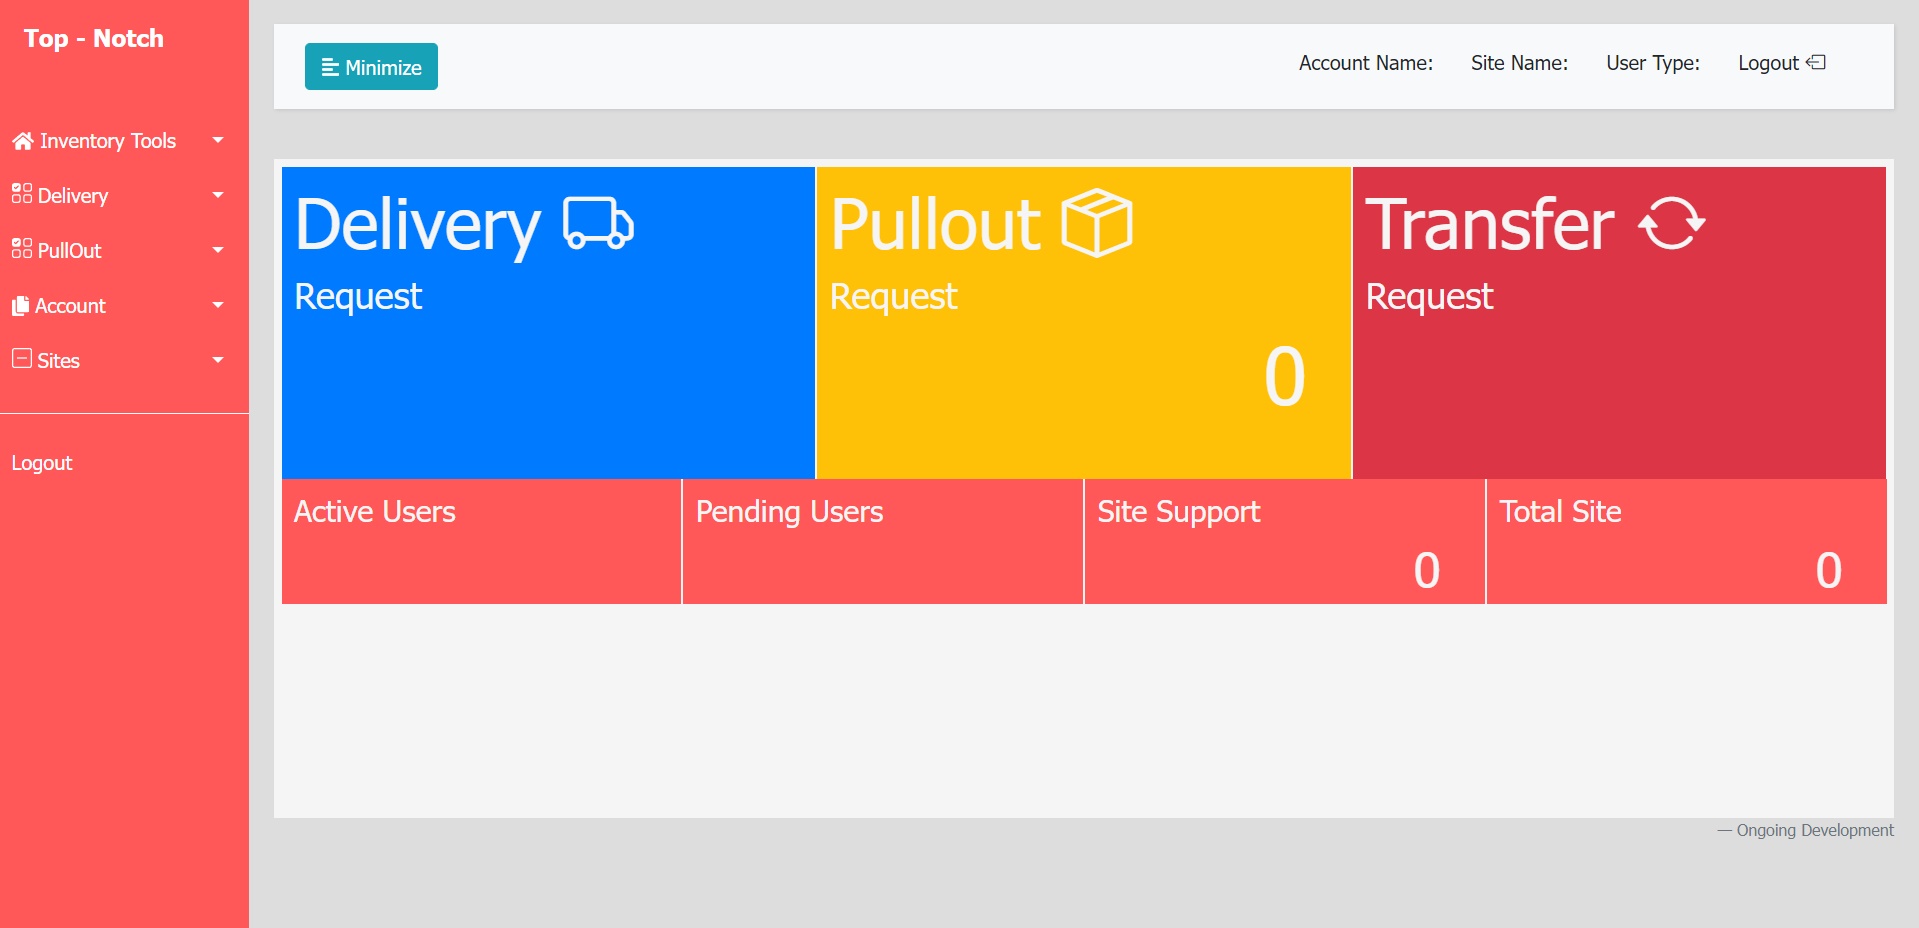 Top - Notch
Minimize
Account Name: Site Name: User Type: Logout
Inventory Tools
Delivery
PullOut
Account
Sites
Logout
Delivery
Request
Pullout
Request
0
Transfer
Request
Active Users
Pending Users
Site Support
0
Total Site
0
— Ongoing Development